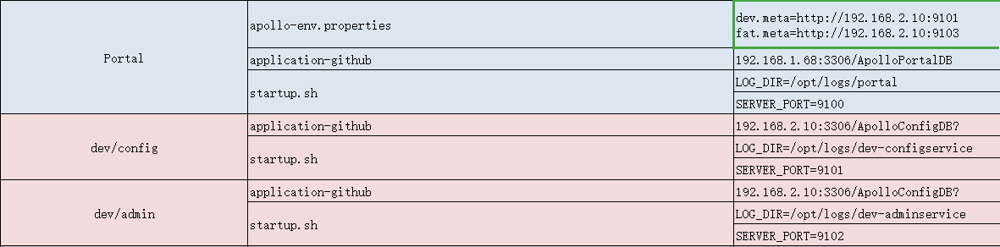 Portal
apollo-env.properties
dev.meta=http://192.168.2.10:9101
fat.meta=http://192.168.2.10:9103
application-github
192.168.1.68:3306/ApolloPortalDB
startup.sh
LOG_DIR=/opt/logs/portal
SERVER_PORT=9100
dev/config
application-github
192.168.2.10:3306/ApolloConfigDB?
startup.sh
LOG_DIR=/opt/logs/dev-configservice
SERVER_PORT=9101
dev/admin
application-github
192.168.2.10:3306/ApolloConfigDB?
startup.sh
LOG_DIR=/opt/logs/dev-adminservice
SERVER_PORT=9102